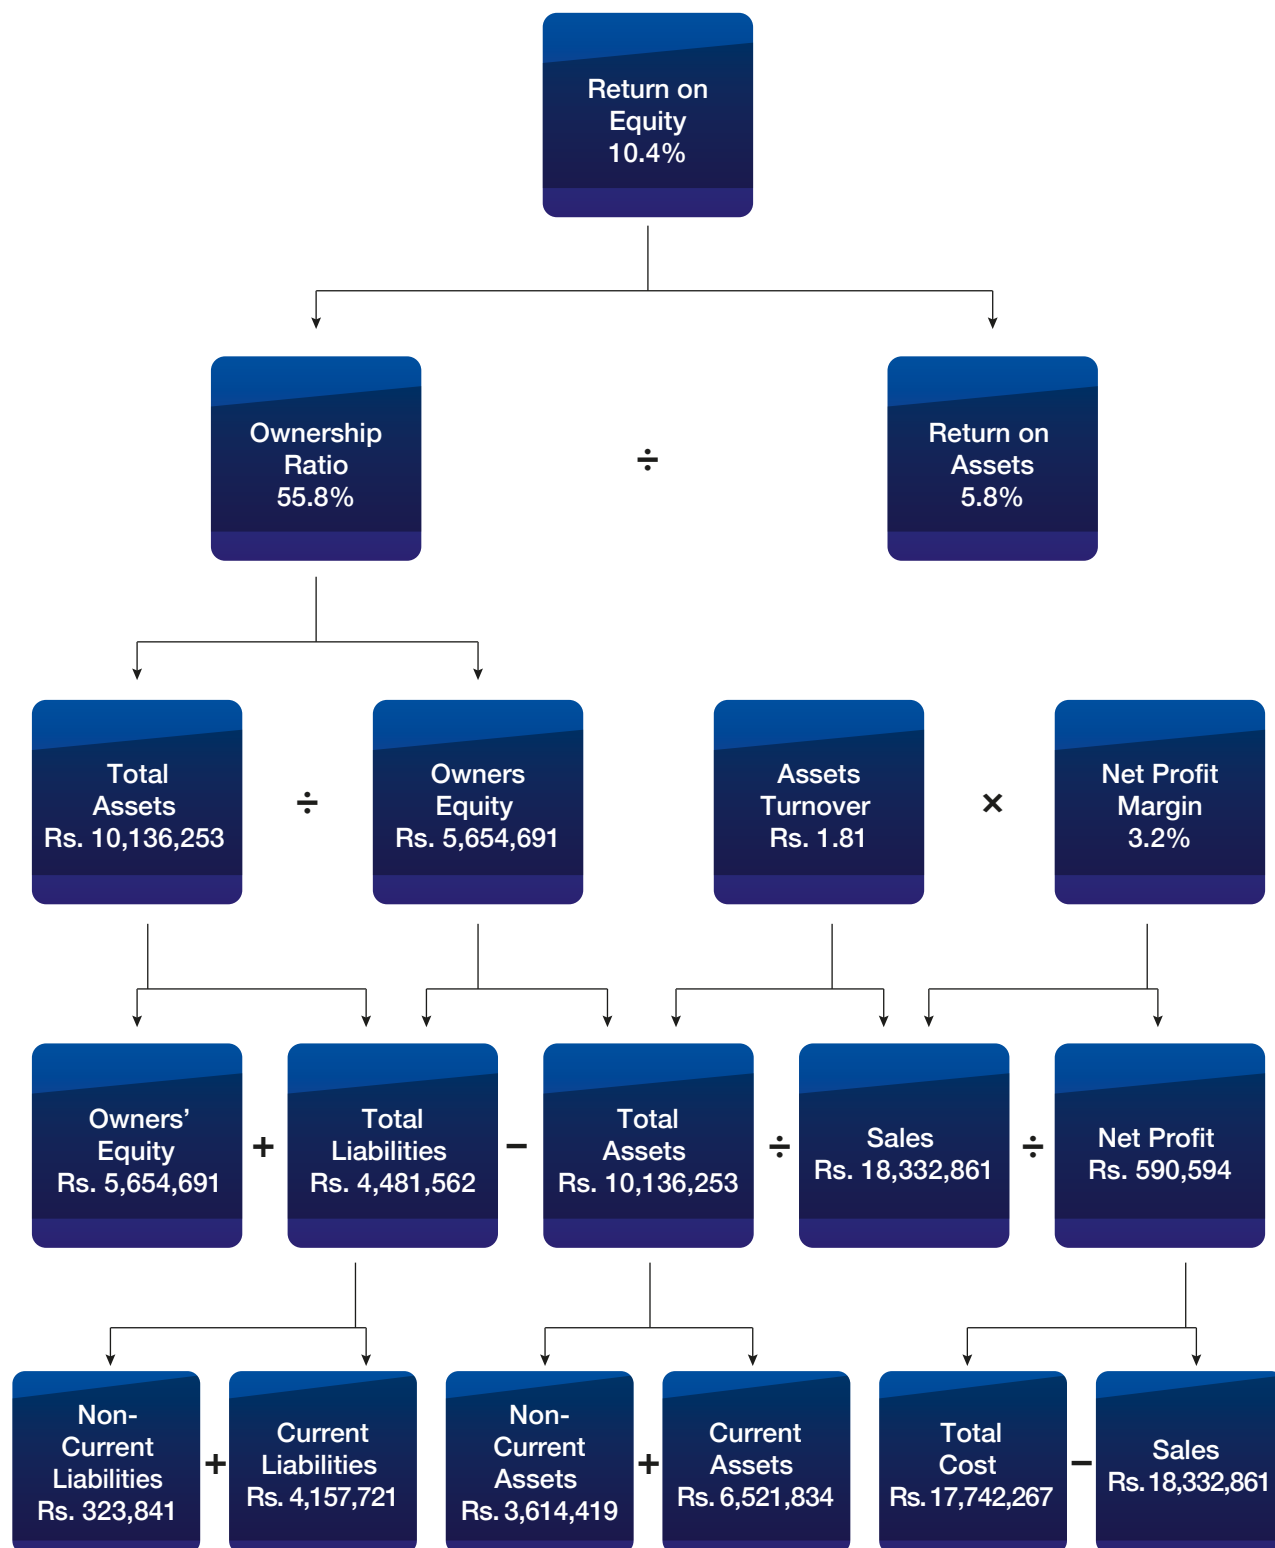 Return on
Equity
10.4%
Ownership
Ratio
55.8%
÷
Return on
Assets
5.8%
Total
Assets
Rs. 10,136,253
÷
Owners
Equity
Rs. 5,654,691
Assets
Turnover
Rs. 1.81
×
Net Profit
Margin
3.2%
Owners’
Equity
Rs. 5,654,691
+
Total
Liabilities
Rs. 4,481,562
−
Total
Assets
Rs. 10,136,253
÷
Sales
Rs. 18,332,861
÷
Net Profit
Rs. 590,594
Non-
Current
Liabilities
Rs. 323,841
+
Current
Liabilities
Rs. 4,157,721
Non-
Current
Assets
Rs. 3,614,419
+
Current
Assets
Rs. 6,521,834
Total
Cost
Rs. 17,742,267
−
Sales
Rs. 18,332,861